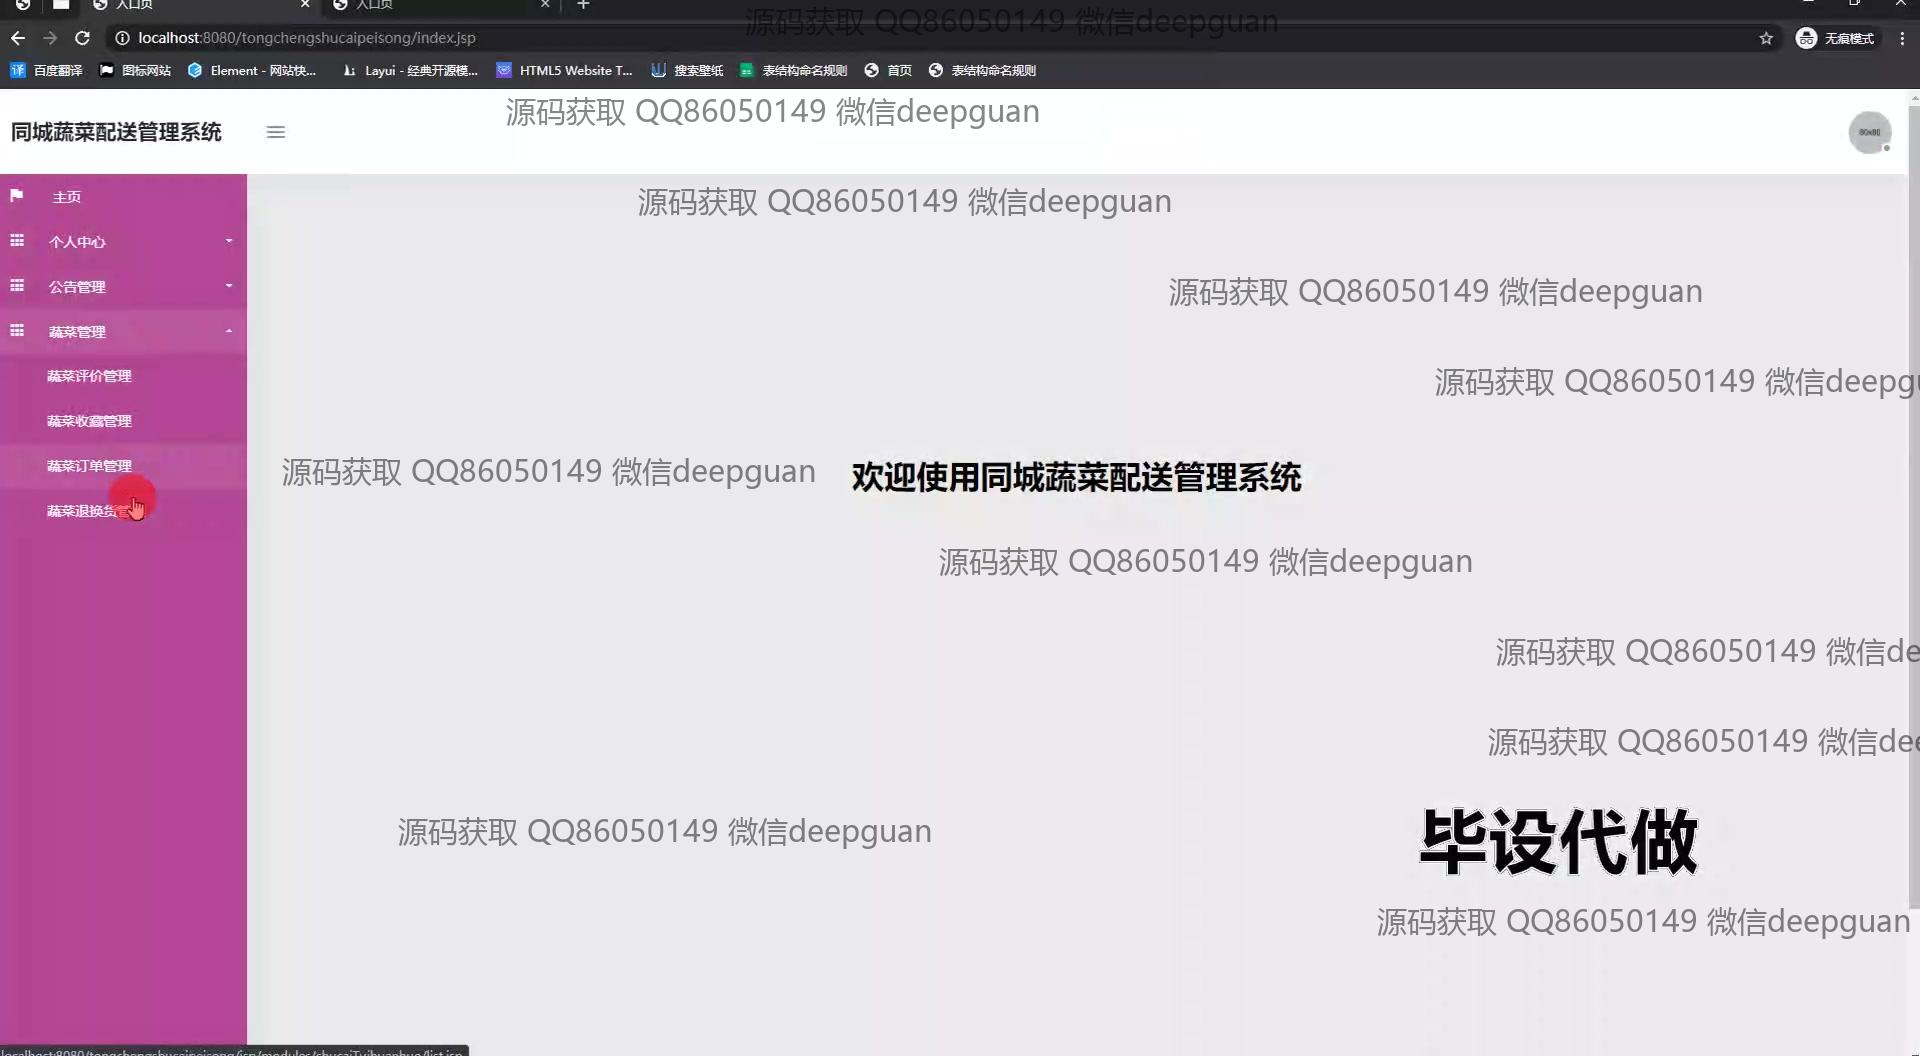 入口页
入口页
源码获取 QQ86050149 微信deepguan
localhost:8080/tongchengshucaipeisong/index.jsp
无痕模式
百度翻译
图标网站
Element - 网站快...
Layui - 经典开源模...
HTML5 Website T...
搜索壁纸
表结构命名规则
首页
表结构命名规则
源码获取 QQ86050149 微信deepguan
同城蔬菜配送管理系统
主页
源码获取 QQ86050149 微信deepguan
个人中心
公告管理
源码获取 QQ86050149 微信deepguan
蔬菜管理
蔬菜评价管理
源码获取 QQ86050149 微信deepgu
蔬菜收藏管理
蔬菜订单管理
源码获取 QQ86050149 微信deepguan
欢迎使用同城蔬菜配送管理系统
蔬菜退换货管
源码获取 QQ86050149 微信deepguan
源码获取 QQ86050149 微信de
源码获取 QQ86050149 微信dee
源码获取 QQ86050149 微信deepguan
毕设代做
源码获取 QQ86050149 微信deepguan
localhost:8080/tongchengshucaipeisong/jsp/modules/shucaiTuihuanhuo/list.jsp